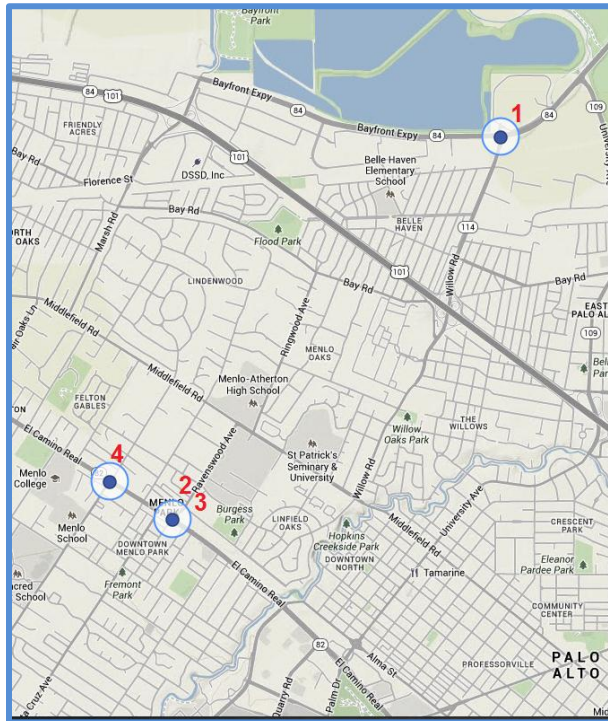 Bayfront
Park
84
101
84
109
1
Bayfront Expy
84
Bayfront Expy
84
84
University Av
FRIENDLY
ACRES
Bay Rd
101
DSSD, Inc
Belle Haven
Elementary
School
Florence St
Marsh Rd
Bay Rd
BELLE
HAVEN
114
Willow Rd
Flood Park
OAKS
LINDENWOOD
Bay Rd
101
Bay Rd
EAST
PALO AL
109
Middlefield Rd
Ringwood Ave
MENLO
OAKS
Middlefield Rd
Menlo-Atherton
High School
FELTON
GABLES
El Camino Real
Willow
Oaks Park
THE
WILLOWS
4
Ravenswood Ave
St Patrick's
Seminary &
University
Willow Rd
Menlo
College
2
MENLO
PARK
3
Burgess
Park
University Ave
Menlo
School
LINFIELD
OAKS
Middlefield Rd
CRESCENT
PARK
DOWNTOWN
MENLO PARK
Hopkins
Creekside Park
DOWNTOWN
NORTH
Eleanor
Pardee Park
School
Fremont
Park
El Camino Real
Tamarine
COMMUNITY
CENTER
82
Alma St
El Camino Real
PROFESSORVILLE
PALO
ALTO
Quarry Rd
Palm Dr
Cruz Ave